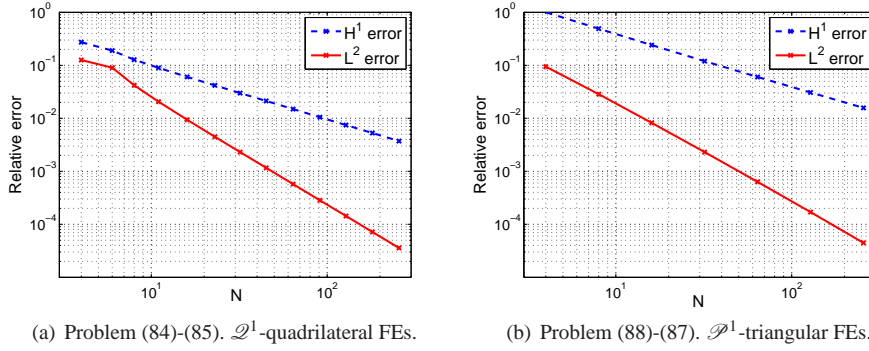 10^0
10^-1
10^-2
10^-3
10^-4
Relative error
H^1 error
L^2 error
10^1
N
10^2
(a) Problem (84)-(85). 𝒬^1-quadrilateral FEs.
10^0
10^-1
10^-2
10^-3
10^-4
Relative error
H^1 error
L^2 error
10^1
N
10^2
(b) Problem (88)-(87). 𝒫^1-triangular FEs.